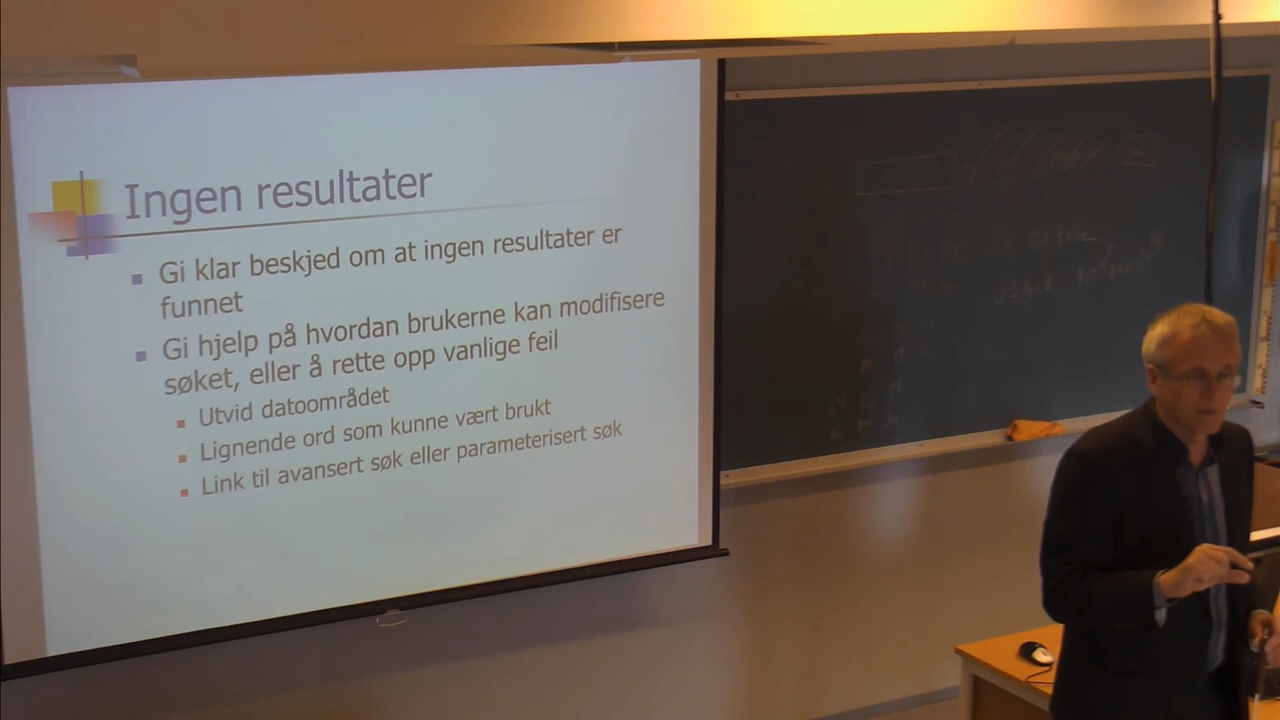 Ingen resultater
Gi klar beskjed om at ingen resultater er
funnet
Gi hjelp på hvordan brukerne kan modifisere
søket, eller å rette opp vanlige feil
Utvid datoområdet
Lignende ord som kunne vært brukt
Link til avansert søk eller parameterisert søk